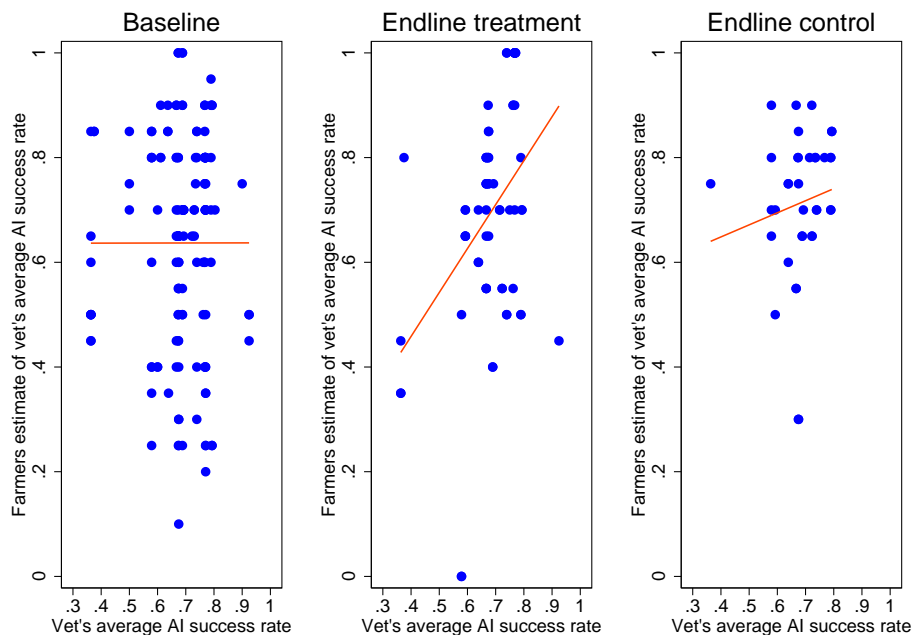 Baseline
Farmers estimate of vet's average AI success rate
1
.8
.6
.4
.2
0
.3 .4 .5 .6 .7 .8 .9 1
Vet's average AI success rate
Endline treatment
Farmers estimate of vet's average AI success rate
1
.8
.6
.4
.2
0
.3 .4 .5 .6 .7 .8 .9 1
Vet's average AI success rate
Endline control
Farmers estimate of vet's average AI success rate
1
.8
.6
.4
.2
0
.3 .4 .5 .6 .7 .8 .9 1
Vet's average AI success rate